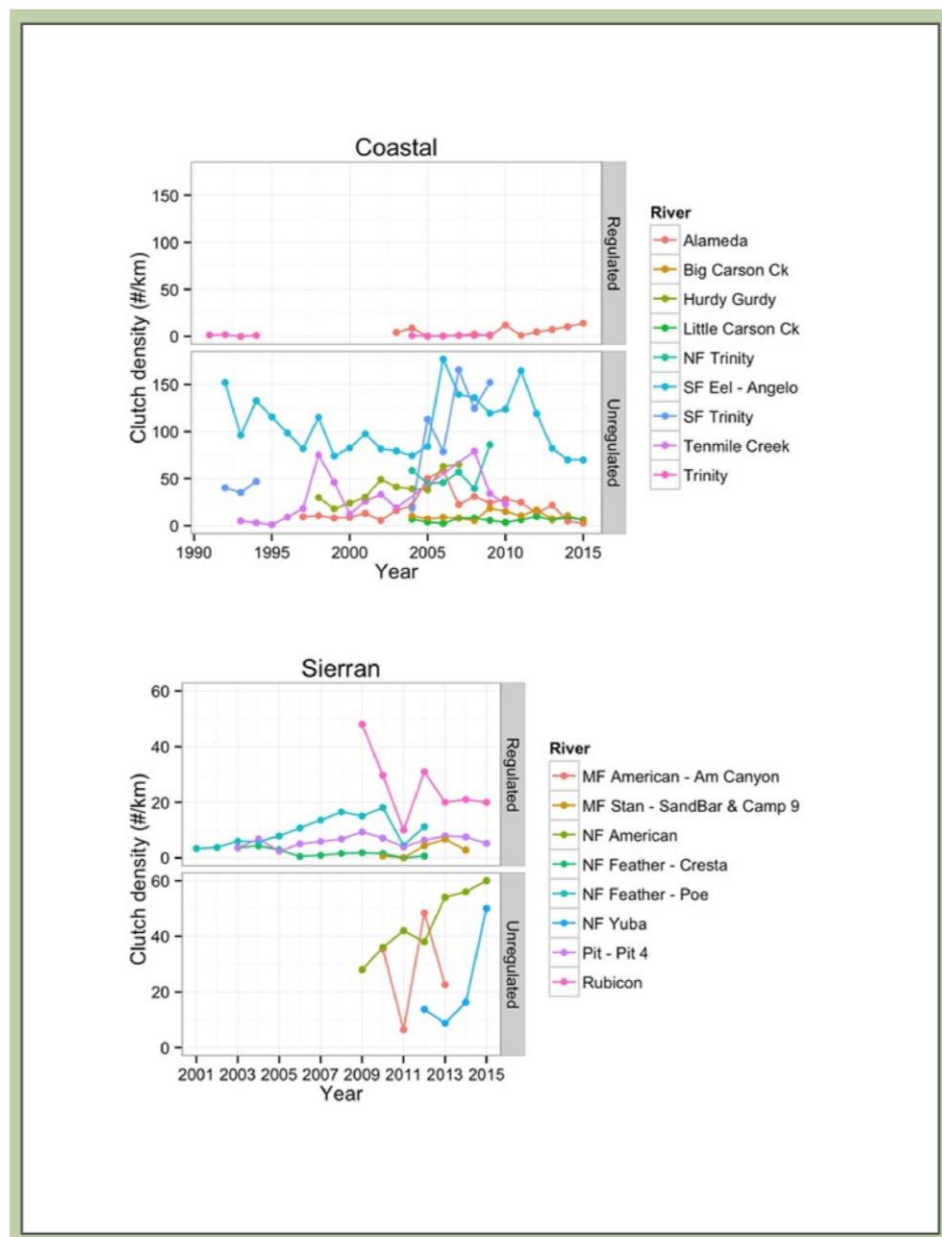 Coastal
Clutch density (#/km)
150
100
50
0
Regulated
150
100
50
0
Unregulated
1990 1995 2000 2005 2010 2015
Year
River
Alameda
Big Carson Ck
Hurdy Gurdy
Little Carson Ck
NF Trinity
SF Eel - Angelo
SF Trinity
Tenmile Creek
Trinity
Sierran
Clutch density (#/km)
60
40
20
0
Regulated
60
40
20
0
Unregulated
2001 2003 2005 2007 2009 2011 2013 2015
Year
River
MF American - Am Canyon
MF Stan - SandBar & Camp 9
NF American
NF Feather - Cresta
NF Feather - Poe
NF Yuba
Pit - Pit 4
Rubicon